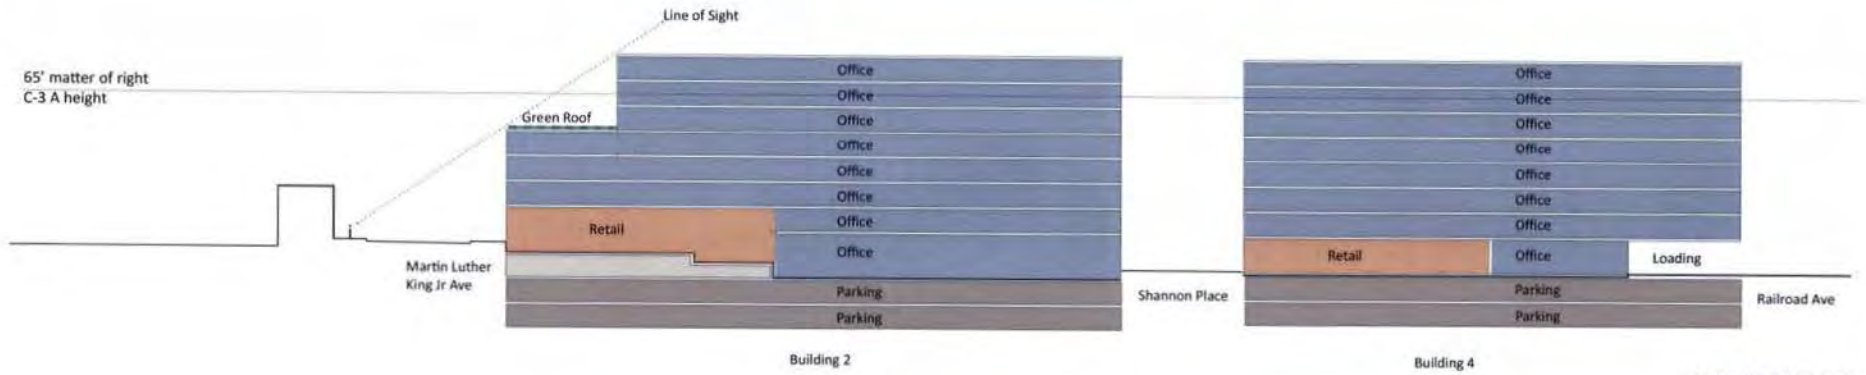 Line of Sight
65' matter of right
C-3 A height
Green Roof
Office
Office
Office
Office
Office
Office
Office
Office
Retail
Parking
Parking
Martin Luther
King Jr Ave
Building 2
Shannon Place
Office
Office
Office
Office
Office
Office
Office
Retail
Office
Loading
Parking
Parking
Railroad Ave
Building 4